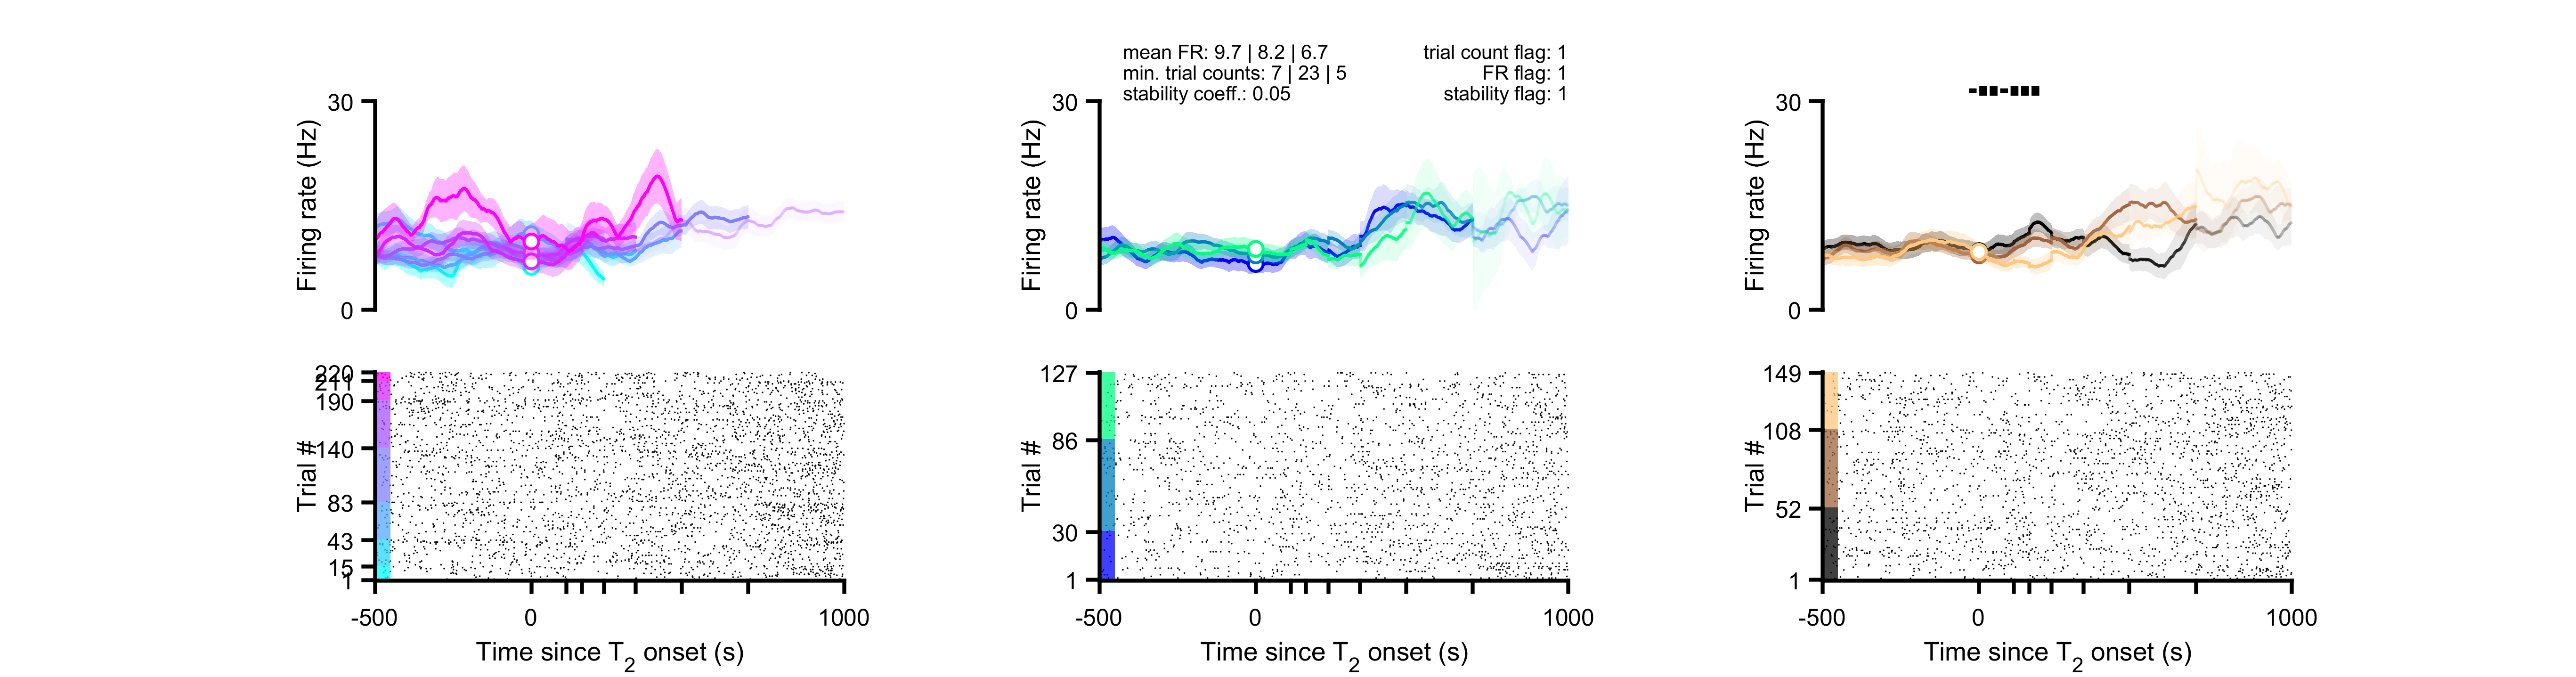 mean FR: 9.7 | 8.2 | 6.7
min. trial counts: 7 | 23 | 5
stability coeff.: 0.05
trial count flag: 1
FR flag: 1
stability flag: 1
30
Firing rate (Hz)
0
30
Firing rate (Hz)
0
30
Firing rate (Hz)
0
320
190
140
83
43
15
1
Trial #
-500
0
1000
Time since T2 onset (s)
127
86
30
1
Trial #
-500
0
1000
Time since T2 onset (s)
149
108
52
1
Trial #
-500
0
1000
Time since T2 onset (s)